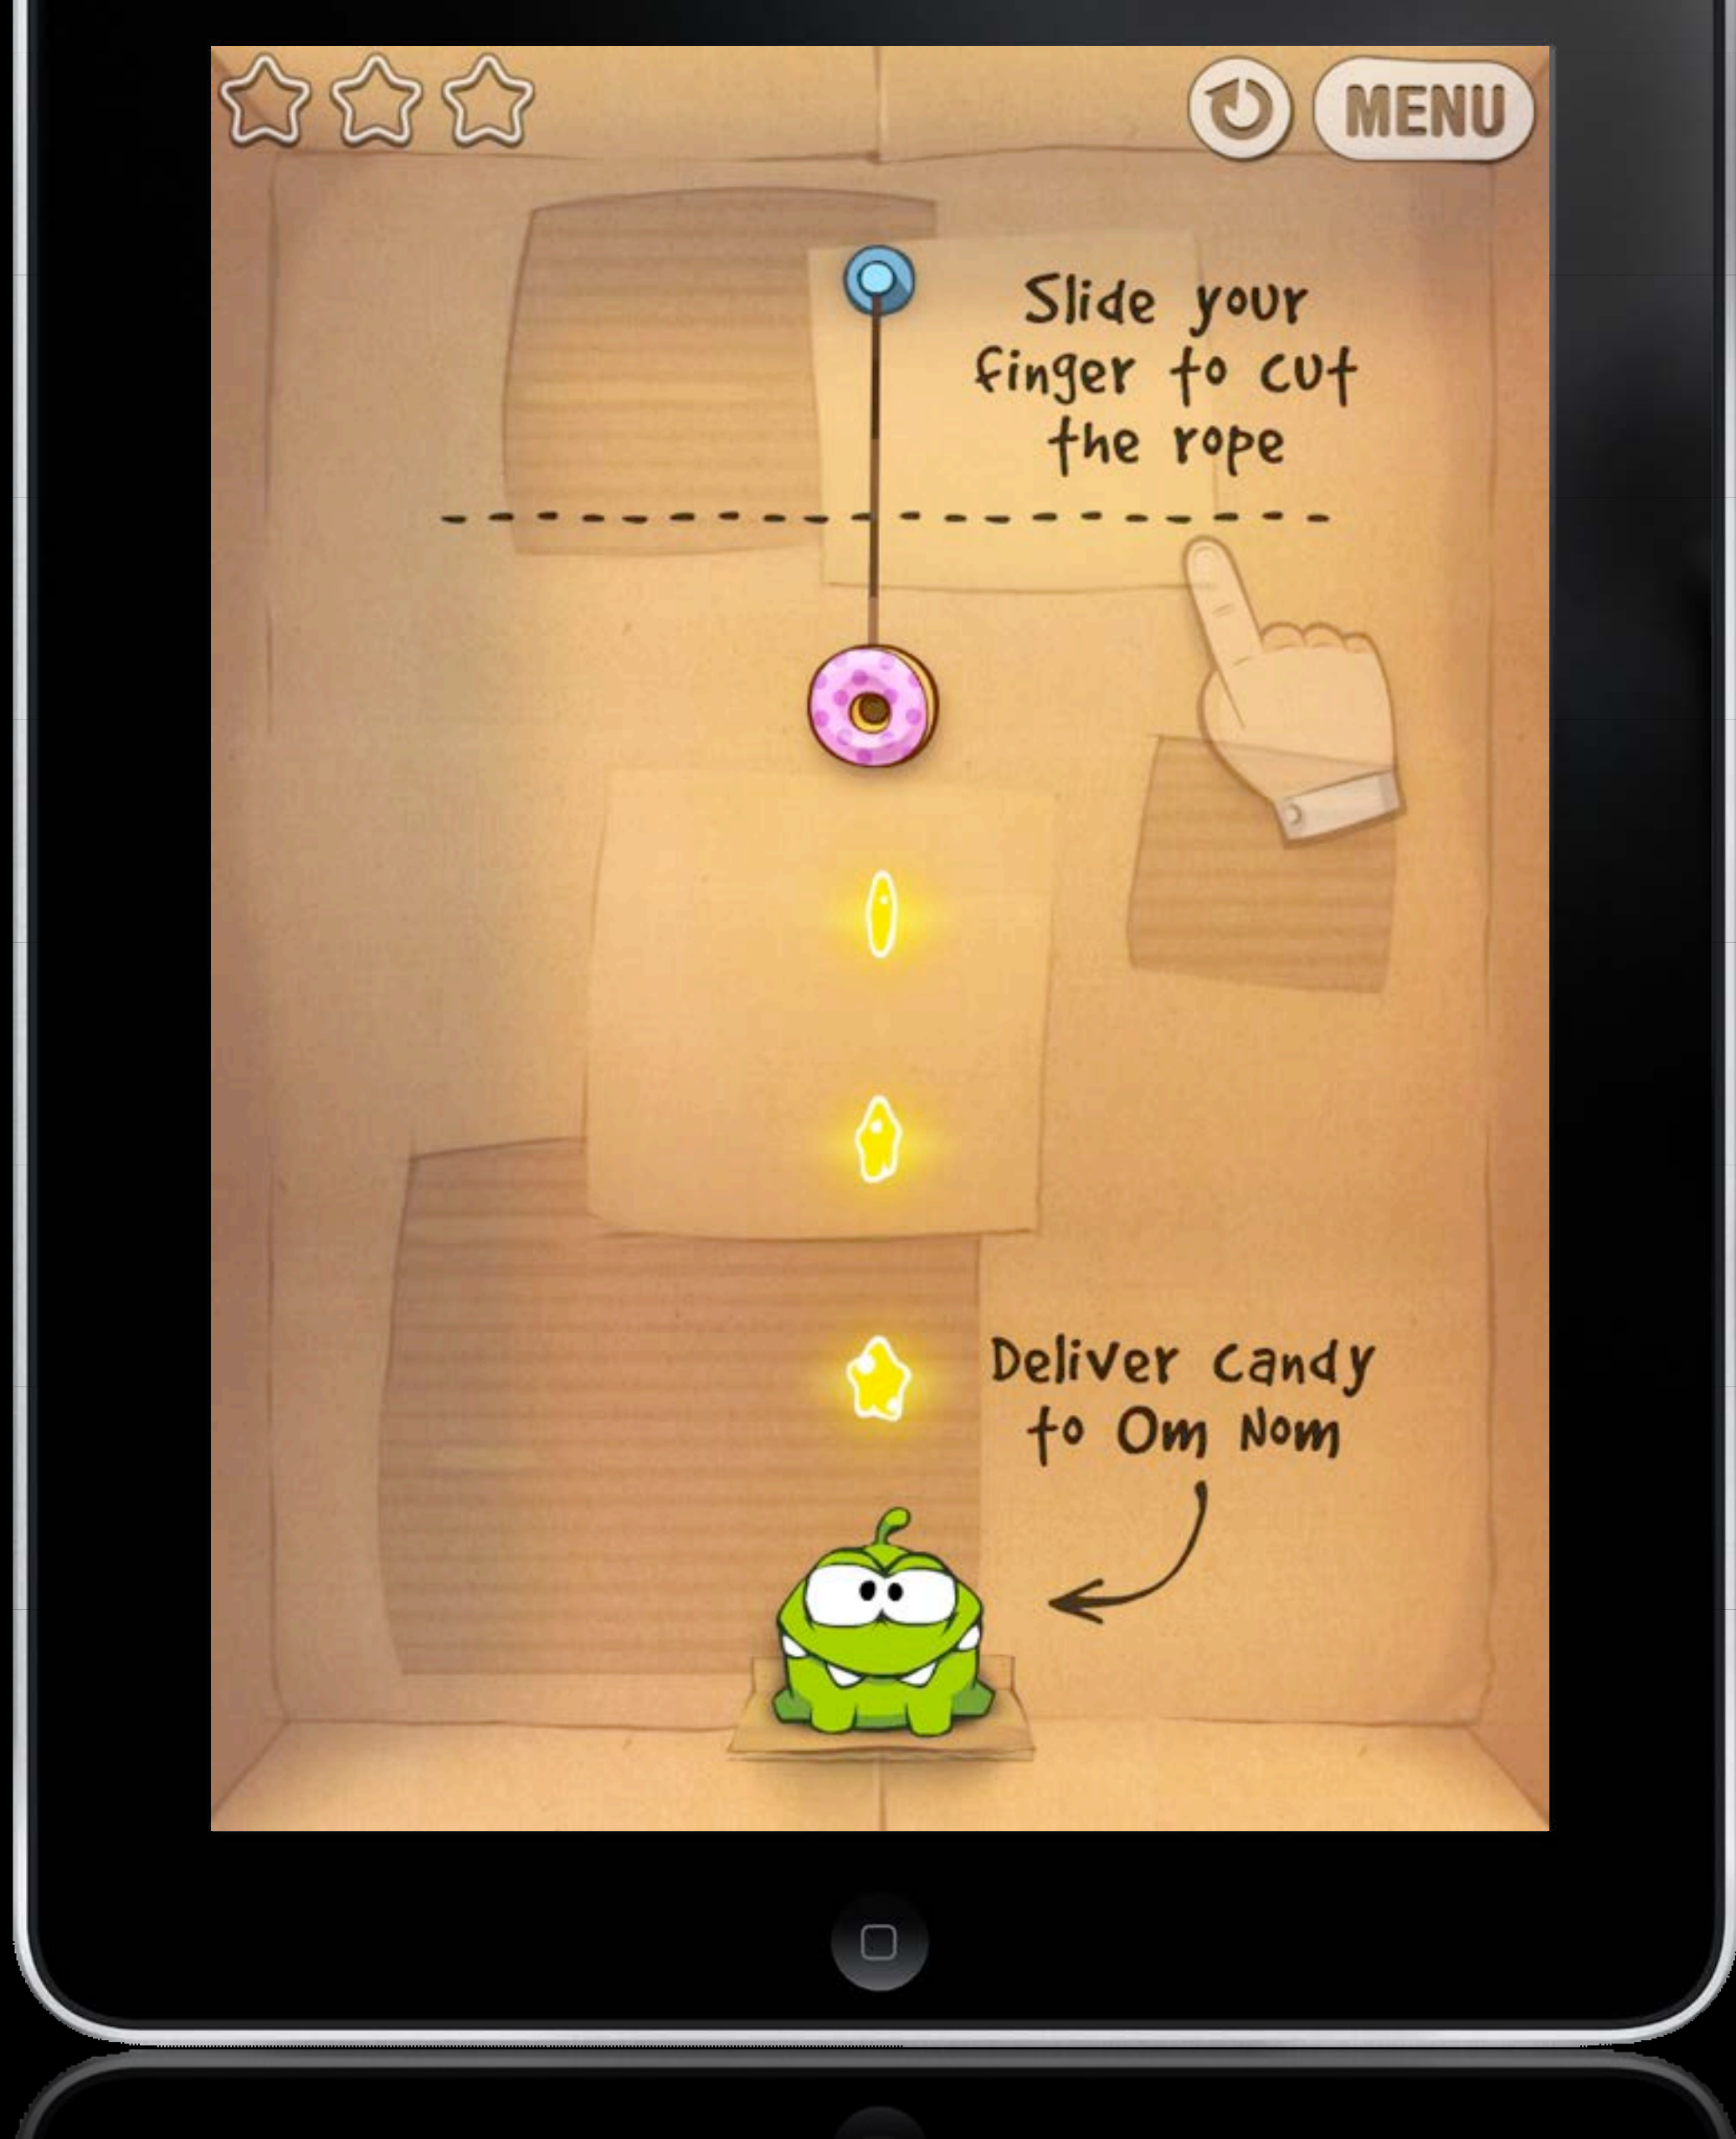 MENU
Slide your
finger to cut
the rope
Deliver candy
to Om Nom